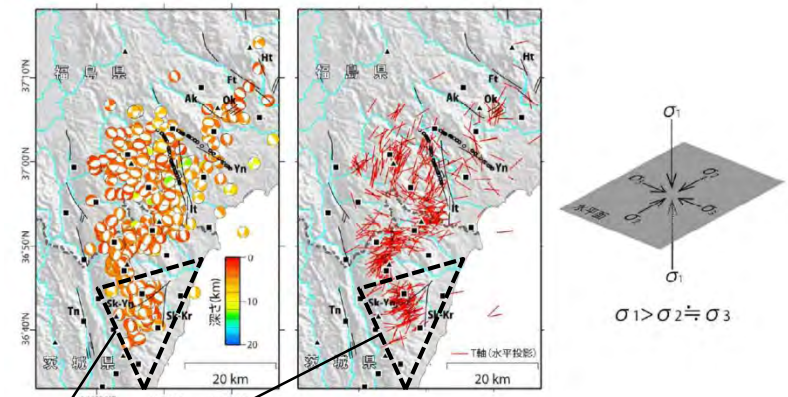 福島県
Ht
Ft
Ak
Ok
37°10'N
37°00'N
36°50'N
36°40'N
Yn
It
Tn
Sk-Yn
Sk-Kr
茨城県
深さ(km)
0
-10
-20
20 km
福島県
Ht
Ft
Ak
Ok
Yn
It
Tn
Sk-Yn
Sk-Kr
茨城県
T軸(水平投影)
20 km
σ1
σ3
σ2
σ2
σ3
水平面
σ1
σ1>σ2≒σ3